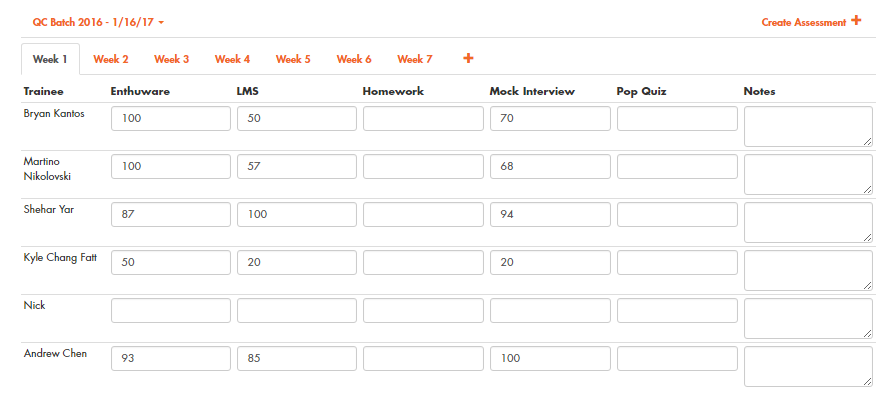 QC Batch 2016 - 1/16/17 Create Assessment +
Week 1 Week 2 Week 3 Week 4 Week 5 Week 6 Week 7 +
Trainee Enthuware LMS Homework Mock Interview Pop Quiz Notes
Bryan Kantos 100 50 70
Martino
Nikolovski 100 57 68
Shehar Yar 87 100 94
Kyle Chang Fatt 50 20 20
Nick
Andrew Chen 93 85 100